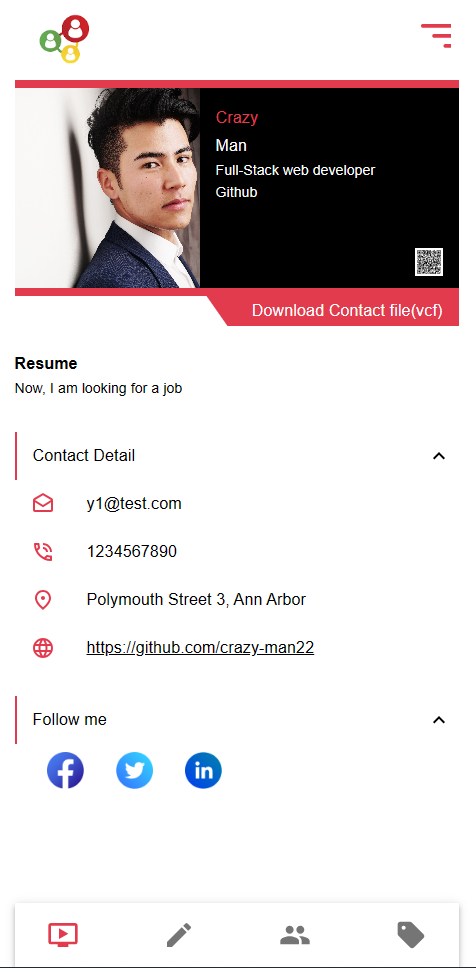 Crazy
Man
Full-Stack web developer
Github
Download Contact file(vcf)
Resume
Now, I am looking for a job
Contact Detail
y1@test.com
1234567890
Polymouth Street 3, Ann Arbor
https://github.com/crazy-man22
Follow me